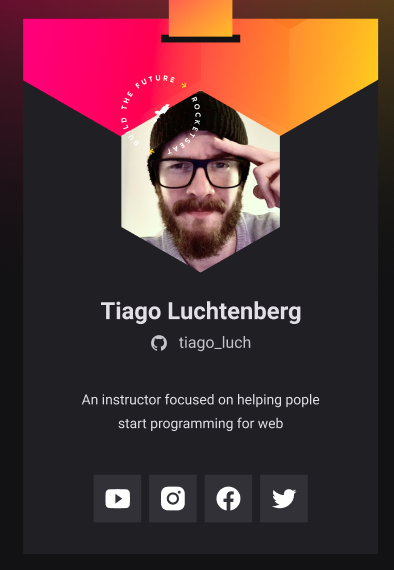 BUILD THE FUTURE → ROCKETSEAT
Tiago Luchtenberg
tiago_luch
An instructor focused on helping pople
start programming for web